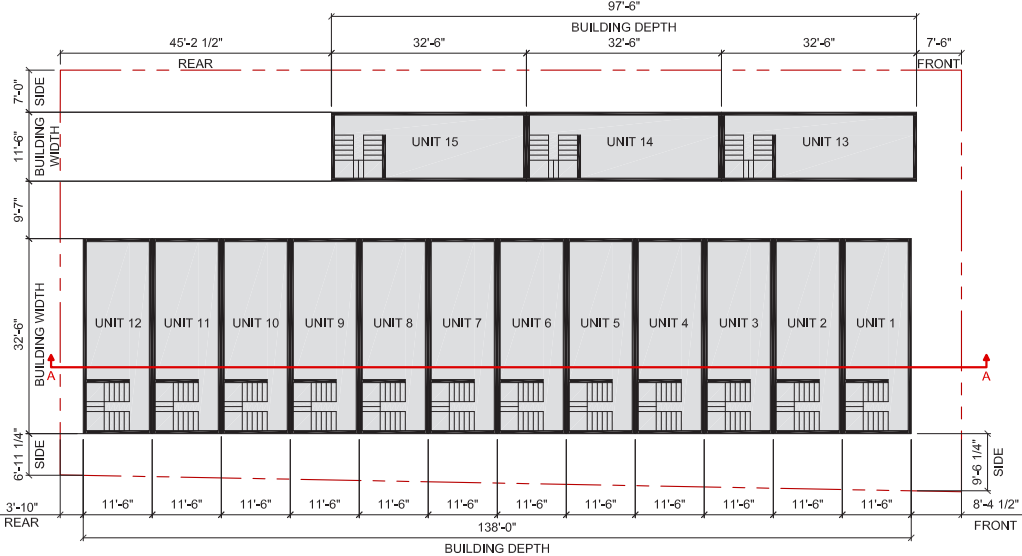 97'-6"
BUILDING DEPTH
45'-2 1/2" 32'-6" 32'-6" 32'-6" 7'-6"
REAR FRONT
7'-0" SIDE
11'-6" BUILDING WIDTH
UNIT 15 UNIT 14 UNIT 13
9'-7"
32'-6" BUILDING WIDTH
UNIT 12 UNIT 11 UNIT 10 UNIT 9 UNIT 8 UNIT 7 UNIT 6 UNIT 5 UNIT 4 UNIT 3 UNIT 2 UNIT 1
A A
6'-11 1/4" SIDE
9'-6 1/4" SIDE
3'-10" 11'-6" 11'-6" 11'-6" 11'-6" 11'-6" 11'-6" 11'-6" 11'-6" 11'-6" 11'-6" 11'-6" 11'-6" 8'-4 1/2"
REAR 138'-0" FRONT
BUILDING DEPTH